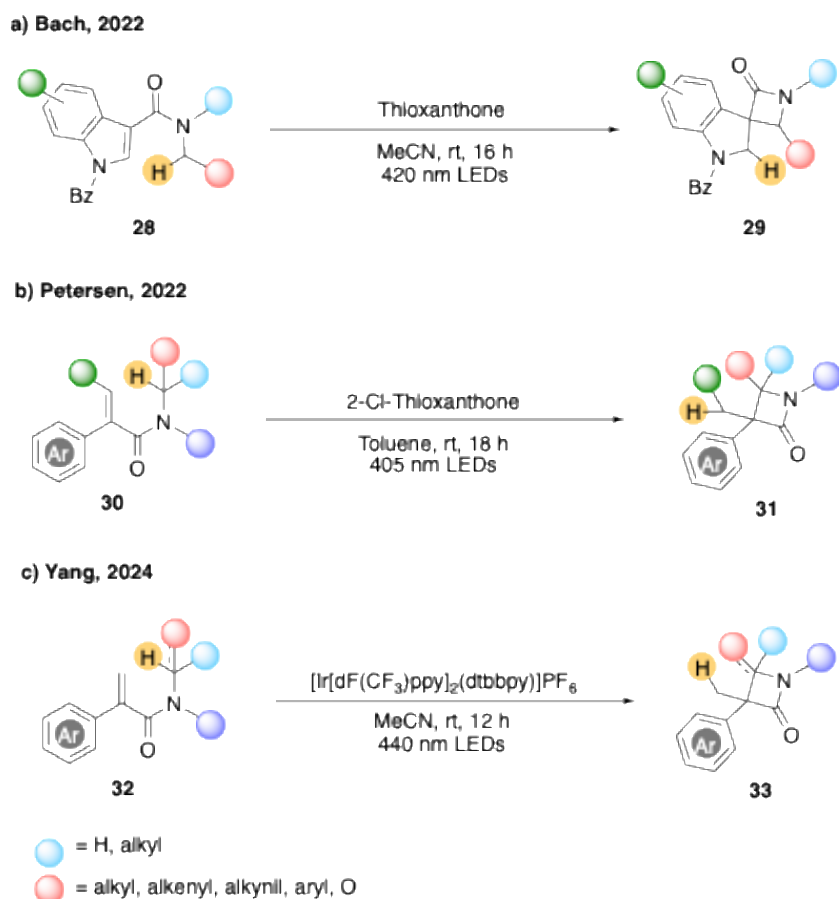 a) Bach, 2022
O
N
H
N
Bz
28
Thioxanthone
MeCN, rt, 16 h
420 nm LEDs
O
N
N
H
Bz
29
b) Petersen, 2022
H
N
Ar
O
30
2-Cl-Thioxanthone
Toluene, rt, 18 h
405 nm LEDs
N
H
O
Ar
31
c) Yang, 2024
H
N
Ar
O
32
[Ir[dF(CF3)ppy]2(dtbbpy)]PF6
MeCN, rt, 12 h
440 nm LEDs
H
N
O
Ar
33
= H, alkyl
= alkyl, alkenyl, alkynil, aryl, O